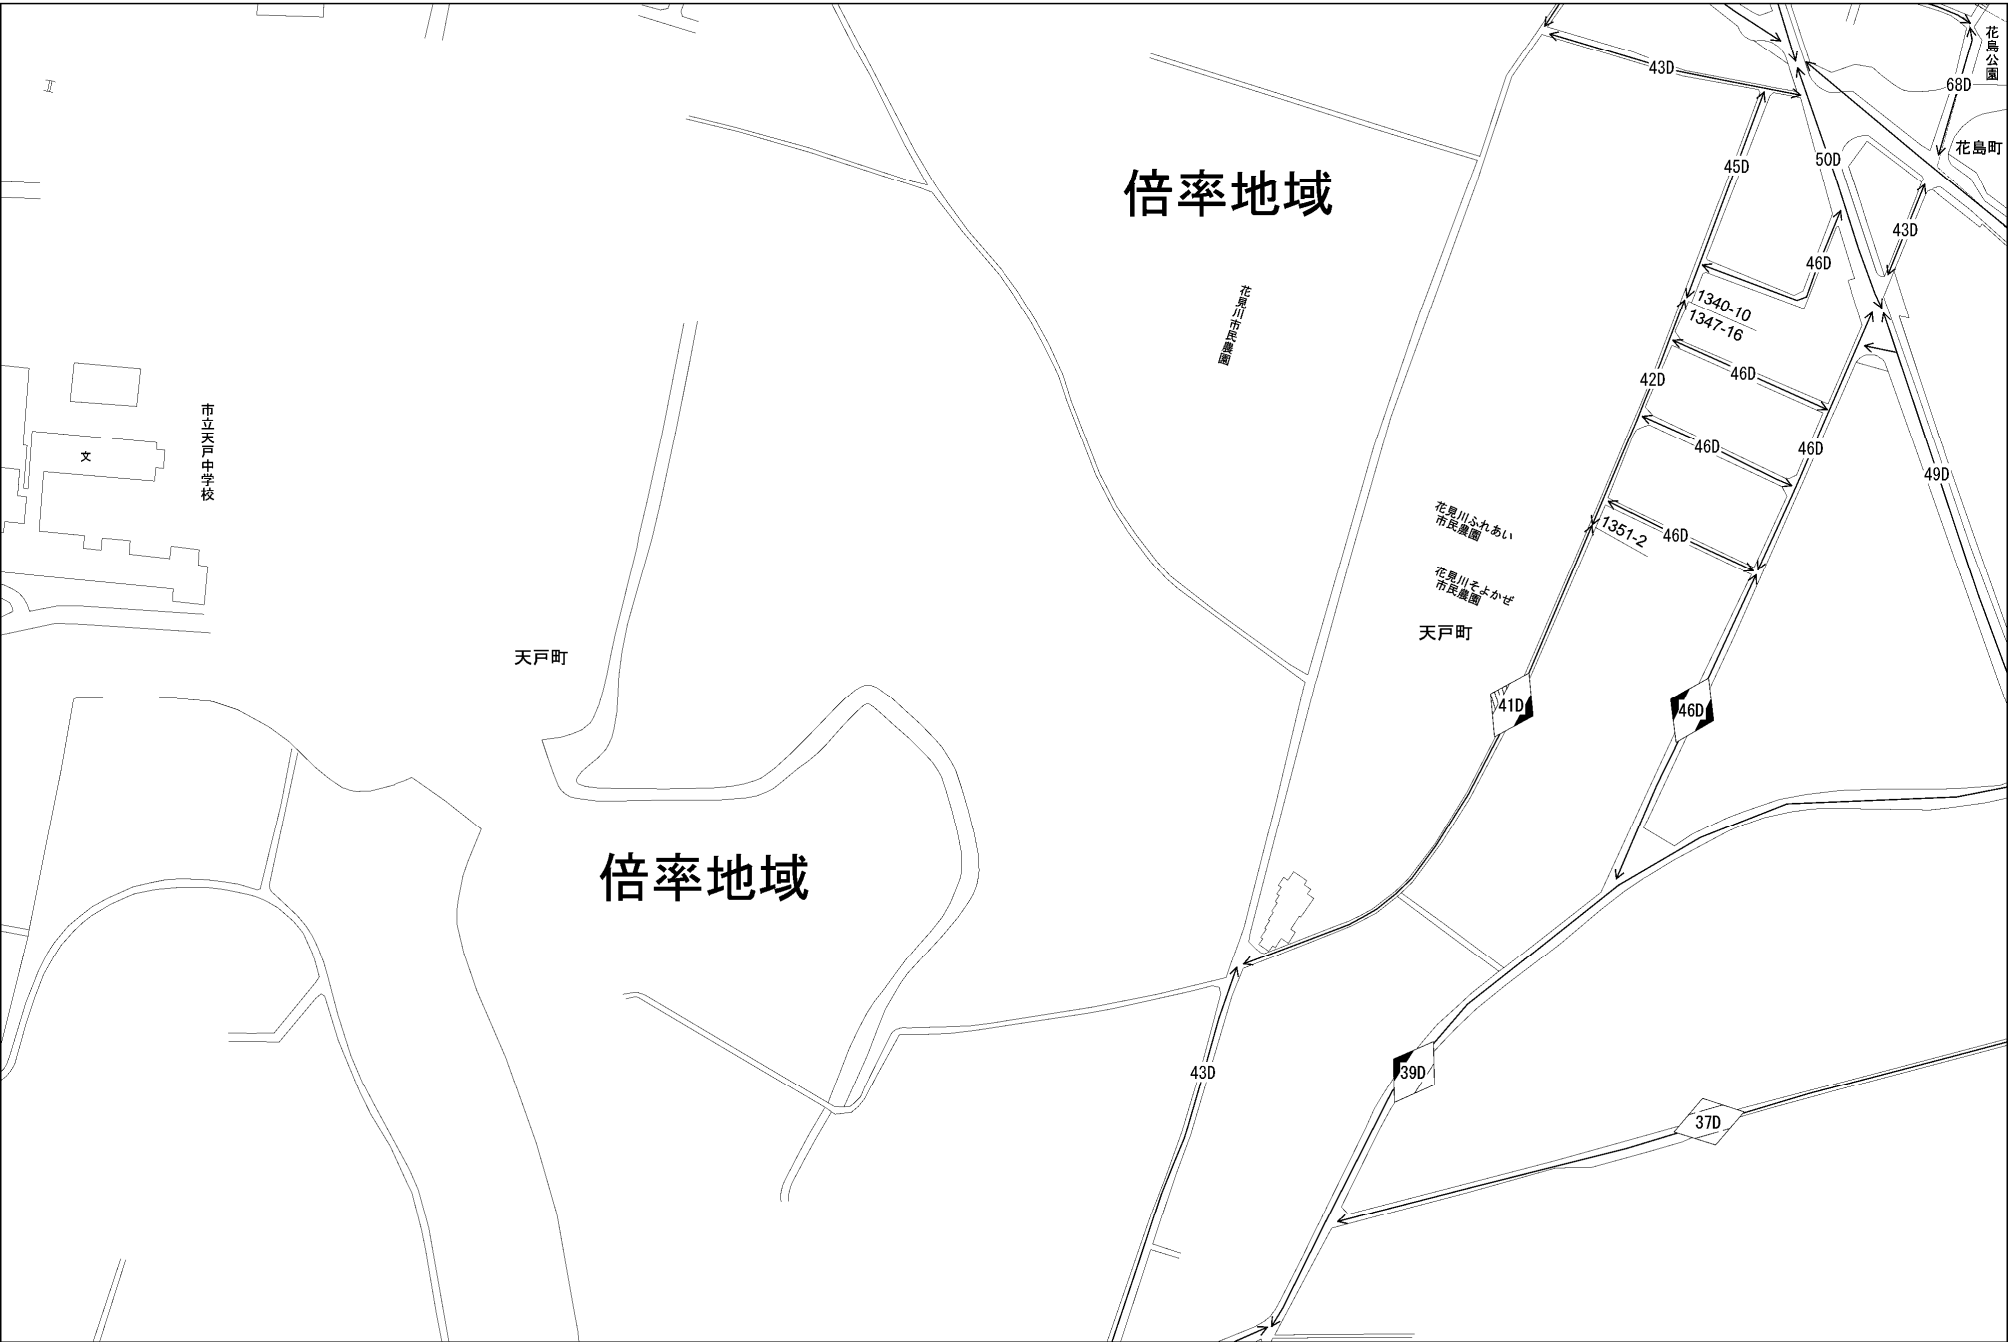 花島公園
43D
68D
花島町
50D
45D
倍率地域
43D
46D
花見川市民農園
1340-10
1347-16
46D
42D
市立天戸中学校
文
46D
46D
49D
花見川ふれあい
市民農園
1351-2
46D
花見川そよかぜ
市民農園
天戸町
天戸町
41D
46D
倍率地域
43D
39D
37D